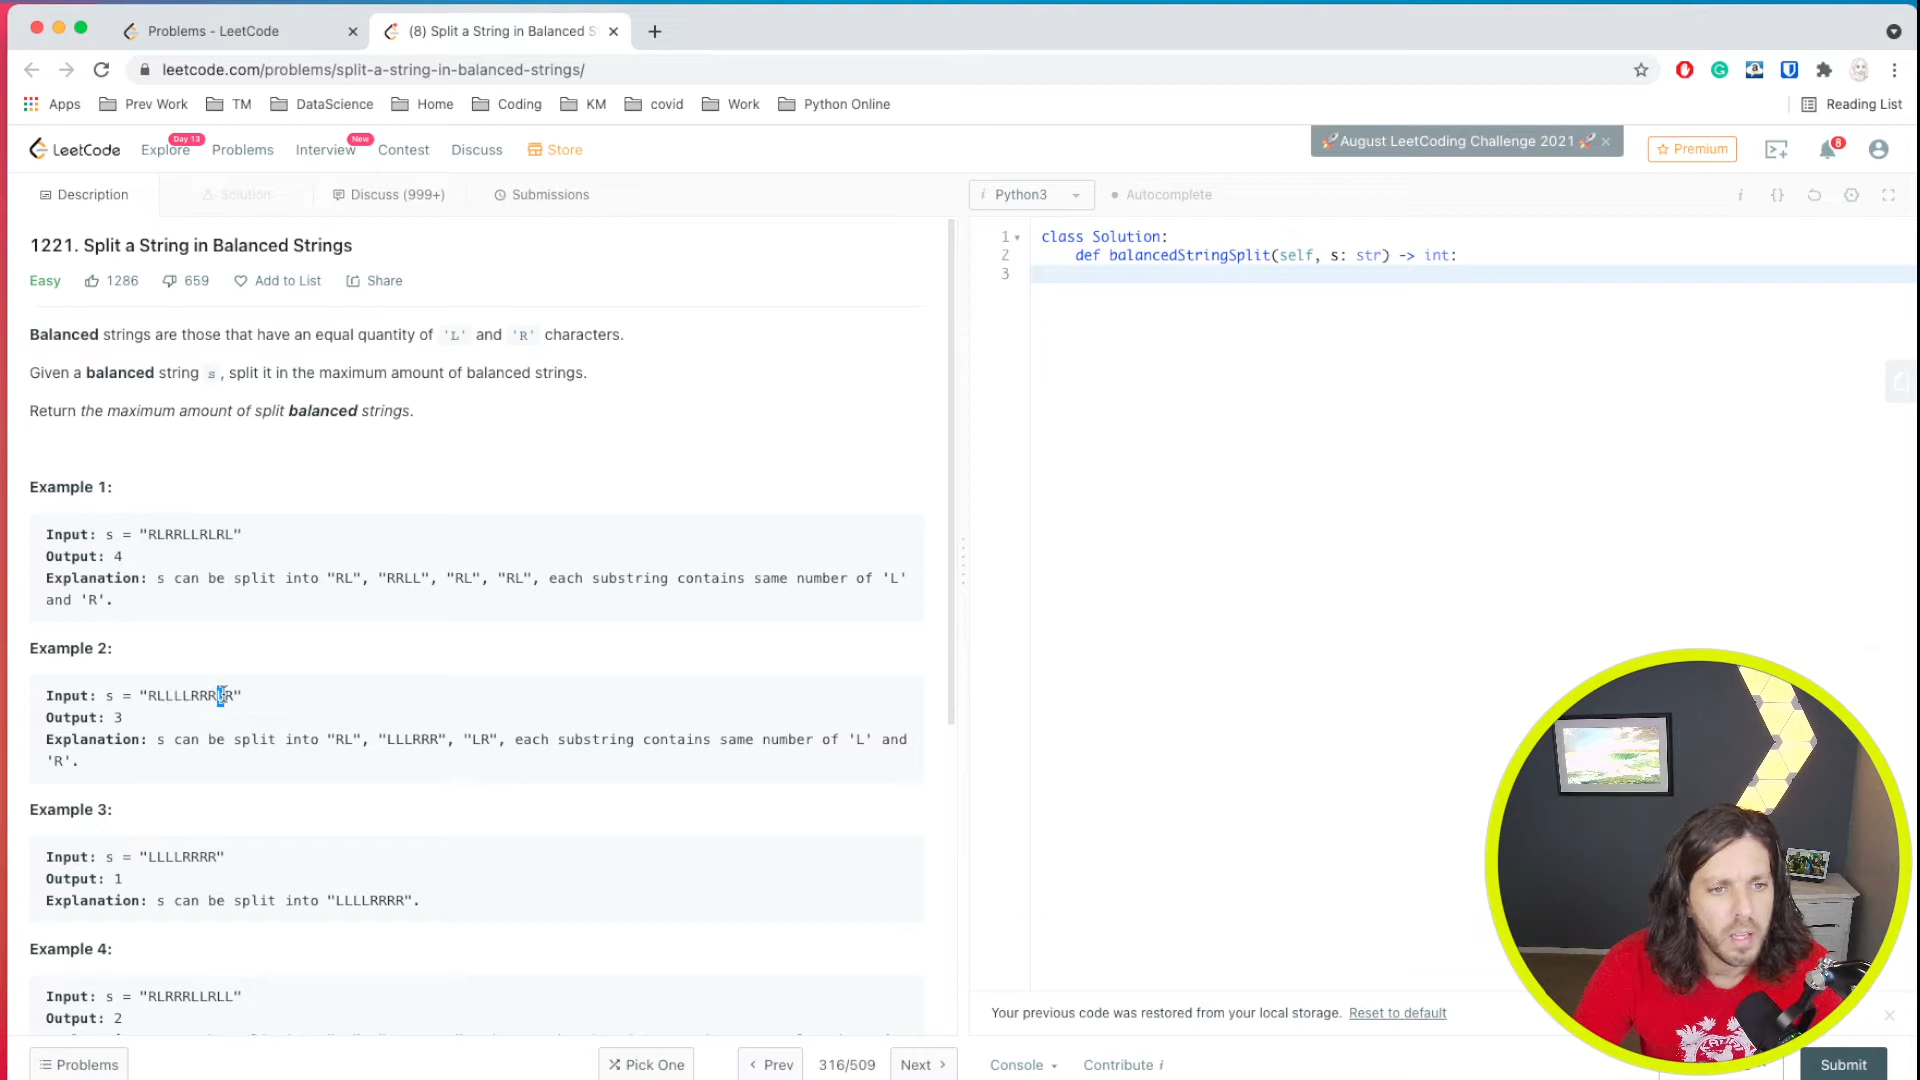 Problems - LeetCode
(8) Split a String in Balanced S
leetcode.com/problems/split-a-string-in-balanced-strings/
Apps Prev Work TM DataScience Home Coding KM covid Work Python Online Reading List
LeetCode Explore Day 13 Problems Interview New Contest Discuss Store
August LeetCoding Challenge 2021
Premium 8
Description Solution Discuss (999+) Submissions
Python3 Autocomplete
1221. Split a String in Balanced Strings
Easy 1286 659 Add to List Share
Balanced strings are those that have an equal quantity of 'L' and 'R' characters.
Given a balanced string s, split it in the maximum amount of balanced strings.
Return the maximum amount of split balanced strings.
Example 1:
Input: s = "RLRRLLRLRL"
Output: 4
Explanation: s can be split into "RL", "RRLL", "RL", "RL", each substring contains same number of 'L'
and 'R'.
Example 2:
Input: s = "RLLLLRRRLR"
Output: 3
Explanation: s can be split into "RL", "LLLRRR", "LR", each substring contains same number of 'L' and
'R'.
Example 3:
Input: s = "LLLLRRRR"
Output: 1
Explanation: s can be split into "LLLLRRRR".
Example 4:
Input: s = "RLRRRLLRLL"
Output: 2
1 class Solution:
2 def balancedStringSplit(self, s: str) -> int:
3
Your previous code was restored from your local storage. Reset to default
Problems Pick One Prev 316/509 Next Console Contribute i Submit